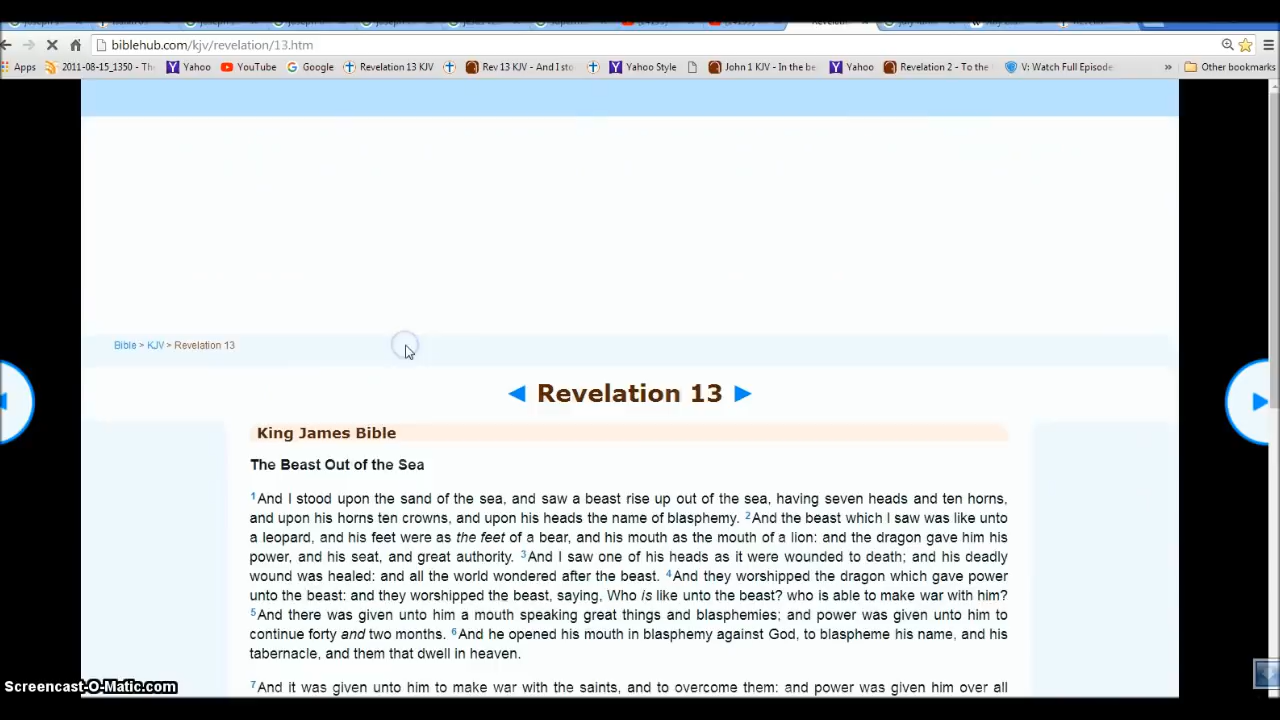 biblehub.com/kjv/revelation/13.htm
Apps 2011-08-15_1350 - Th Yahoo YouTube Google Revelation 13 KJV Rev 13 KJV - And I sto Yahoo Style John 1 KJV - In the be Yahoo Revelation 2 - To the V: Watch Full Episode » Other bookmarks
Bible > KJV > Revelation 13
Revelation 13
King James Bible
The Beast Out of the Sea
1And I stood upon the sand of the sea, and saw a beast rise up out of the sea, having seven heads and ten horns,
and upon his horns ten crowns, and upon his heads the name of blasphemy. 2And the beast which I saw was like unto
a leopard, and his feet were as the feet of a bear, and his mouth as the mouth of a lion: and the dragon gave him his
power, and his seat, and great authority. 3And I saw one of his heads as it were wounded to death; and his deadly
wound was healed: and all the world wondered after the beast. 4And they worshipped the dragon which gave power
unto the beast: and they worshipped the beast, saying, Who is like unto the beast? who is able to make war with him?
5And there was given unto him a mouth speaking great things and blasphemies; and power was given unto him to
continue forty and two months. 6And he opened his mouth in blasphemy against God, to blaspheme his name, and his
tabernacle, and them that dwell in heaven.
7And it was given unto him to make war with the saints, and to overcome them: and power was given him over all
Screencast-O-Matic.com